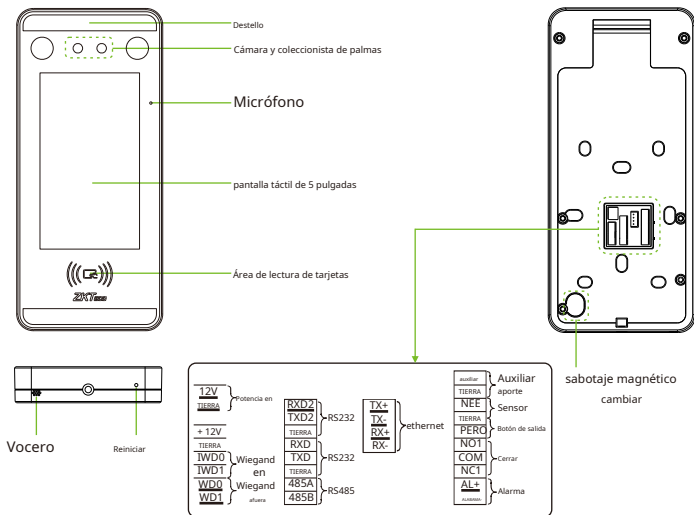 Destello
Cámara y coleccionista de palmas
Micrófono
pantalla táctil de 5 pulgadas
Área de lectura de tarjetas
ZKTeco
Vocero
Reiniciar
sabotaje magnético
cambiar
12V
TIERRA
Potencia en
+ 12V
TIERRA
IWD0
IWD1
Wiegand
en
WD0
WD1
Wiegand
afuera
RXD2
TXD2
TIERRA
RS232
RXD
TXD
TIERRA
RS232
485A
485B
RS485
TX+
TX-
RX+
RX-
ethernet
auxiliar
TIERRA
Auxiliar
aporte
NEE
TIERRA
Sensor
PERO
Botón de salida
NO1
COM
NC1
Cerrar
AL+
Alarma